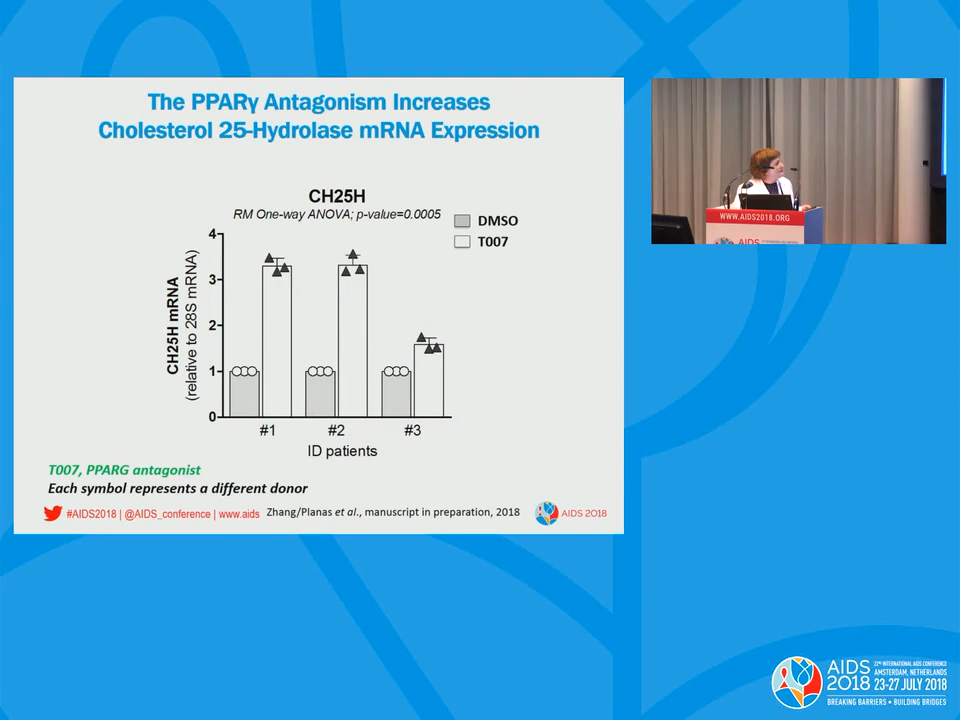 The PPARγ Antagonism Increases
Cholesterol 25-Hydrolase mRNA Expression
CH25H
RM One-way ANOVA; p-value=0.0005
DMSO
T007
CH25H mRNA
(relative to 28S mRNA)
4
3
2
1
0
#1
#2
#3
ID patients
T007, PPARG antagonist
Each symbol represents a different donor
#AIDS2018 | @AIDS_conference | www.aids
Zhang/Planas et al., manuscript in preparation, 2018
AIDS 2018
WWW.AIDS2018.ORG
AIDS
AIDS
2018
22ND INTERNATIONAL AIDS CONFERENCE
AMSTERDAM, NETHERLANDS
23-27 JULY 2018
BREAKING BARRIERS • BUILDING BRIDGES